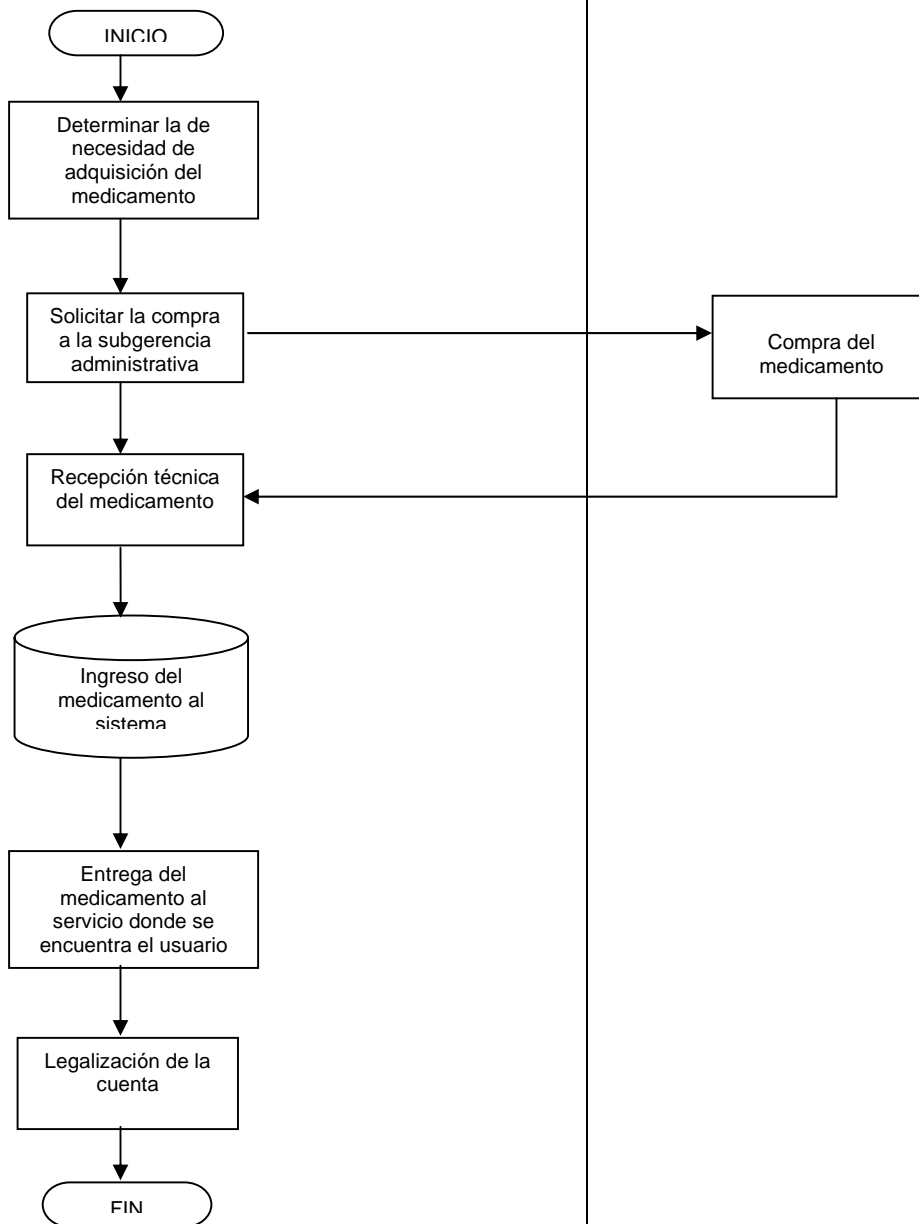 INICIO
Determinar la de
necesidad de
adquisición del
medicamento
Solicitar la compra
a la subgerencia
administrativa
Compra del
medicamento
Recepción técnica
del medicamento
Ingreso del
medicamento al
sistema
Entrega del
medicamento al
servicio donde se
encuentra el usuario
Legalización de la
cuenta
FIN